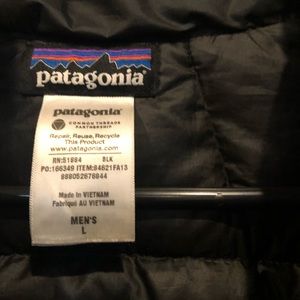 patagonia
patagonia
COMMON THREADS
PARTNERSHIP
Repair, Reuse, Recycle
This Product
www.patagonia.com
RN:51884 BLK
PO:166349 ITEM:84621FA13
888052678844
Made in VIETNAM
Fabriqué AU VIETNAM
MEN'S
L